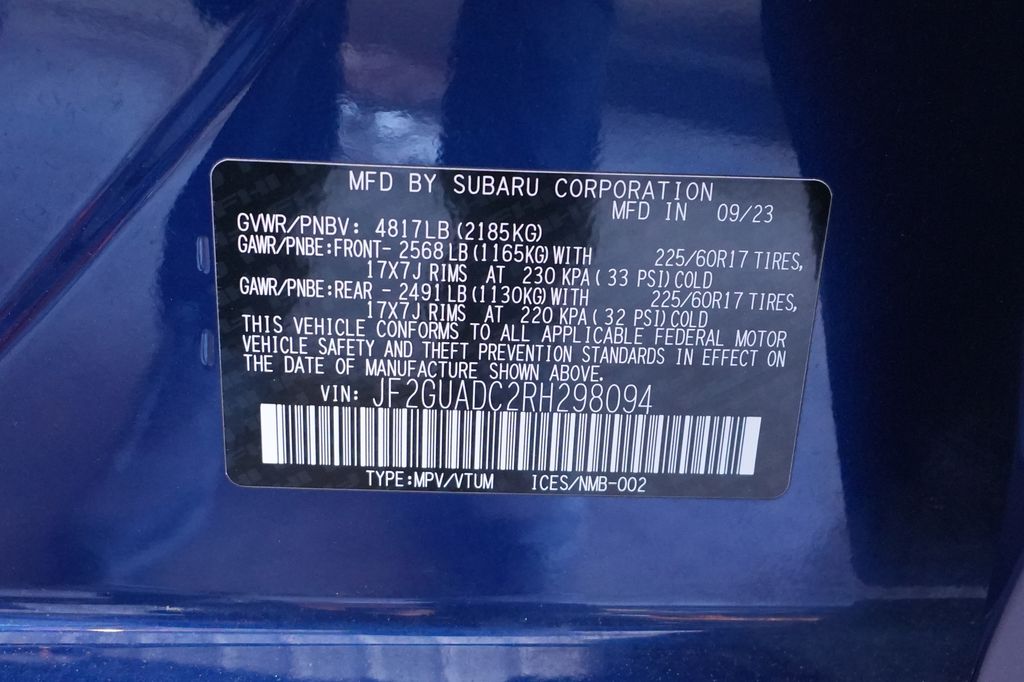 MFD BY SUBARU CORPORATION
MFD IN 09/23
GVWR/PNBV: 4817LB (2185KG)
GAWR/PNBE:FRONT- 2568 LB (1165KG) WITH 225/60R17 TIRES,
17X7J RIMS AT 230 KPA ( 33 PSI) COLD
GAWR/PNBE:REAR - 2491 LB (1130KG) WITH 225/60R17 TIRES,
17X7J RIMS AT 220 KPA ( 32 PSI) COLD
THIS VEHICLE CONFORMS TO ALL APPLICABLE FEDERAL MOTOR
VEHICLE SAFETY AND THEFT PREVENTION STANDARDS IN EFFECT ON
THE DATE OF MANUFACTURE SHOWN ABOVE.
VIN: JF2GUADC2RH298094
TYPE:MPV/VTUM ICES/NMB-002